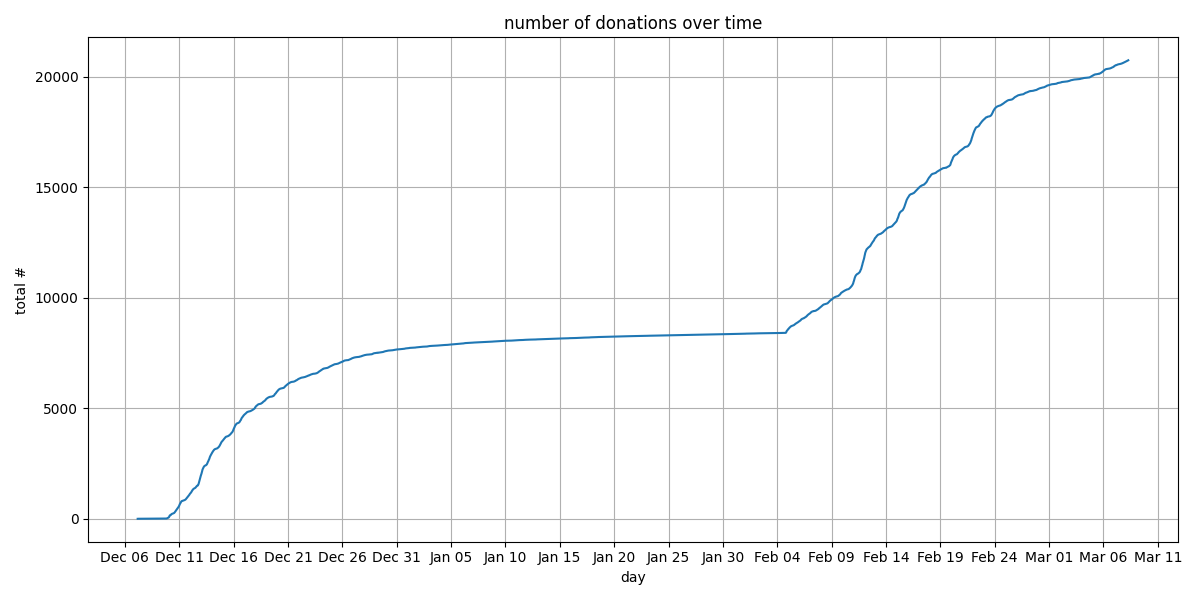 number of donations over time
total #
20000
15000
10000
5000
0
Dec 06 Dec 11 Dec 16 Dec 21 Dec 26 Dec 31 Jan 05 Jan 10 Jan 15 Jan 20 Jan 25 Jan 30 Feb 04 Feb 09 Feb 14 Feb 19 Feb 24 Mar 01 Mar 06 Mar 11
day